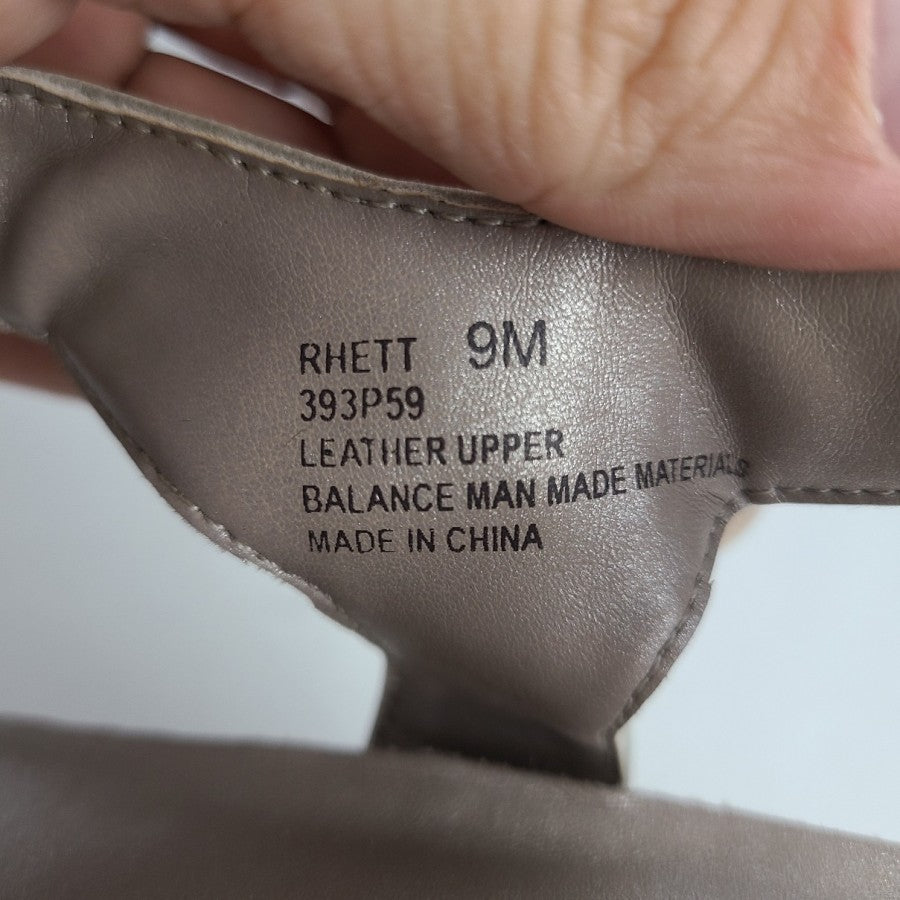 RHETT 9M
393P59
LEATHER UPPER
BALANCE MAN MADE MATERIALS
MADE IN CHINA